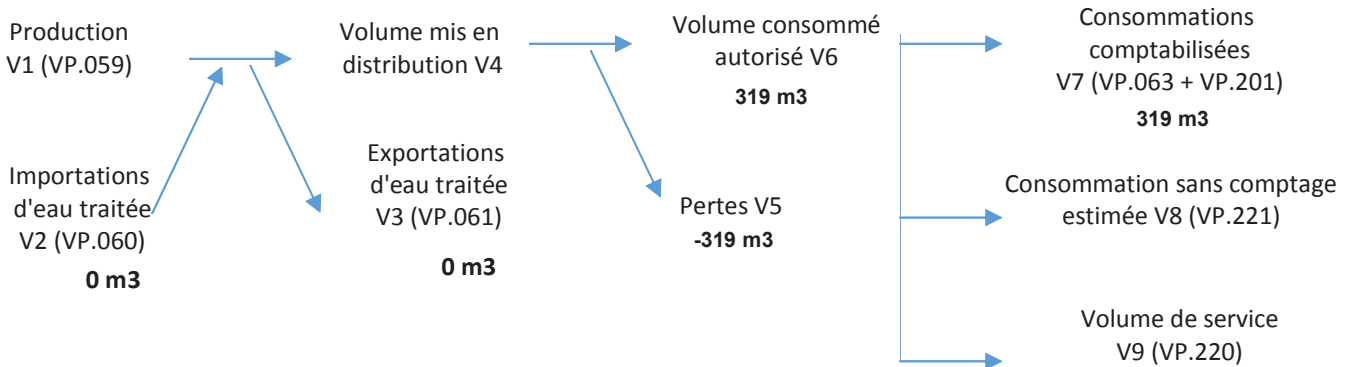 Production
V1 (VP.059)
Importations
d'eau traitée
V2 (VP.060)
0 m3
Volume mis en
distribution V4
Exportations
d'eau traitée
V3 (VP.061)
0 m3
Volume consommé
autorisé V6
319 m3
Pertes V5
-319 m3
Consommations
comptabilisées
V7 (VP.063 + VP.201)
319 m3
Consommation sans comptage
estimée V8 (VP.221)
Volume de service
V9 (VP.220)